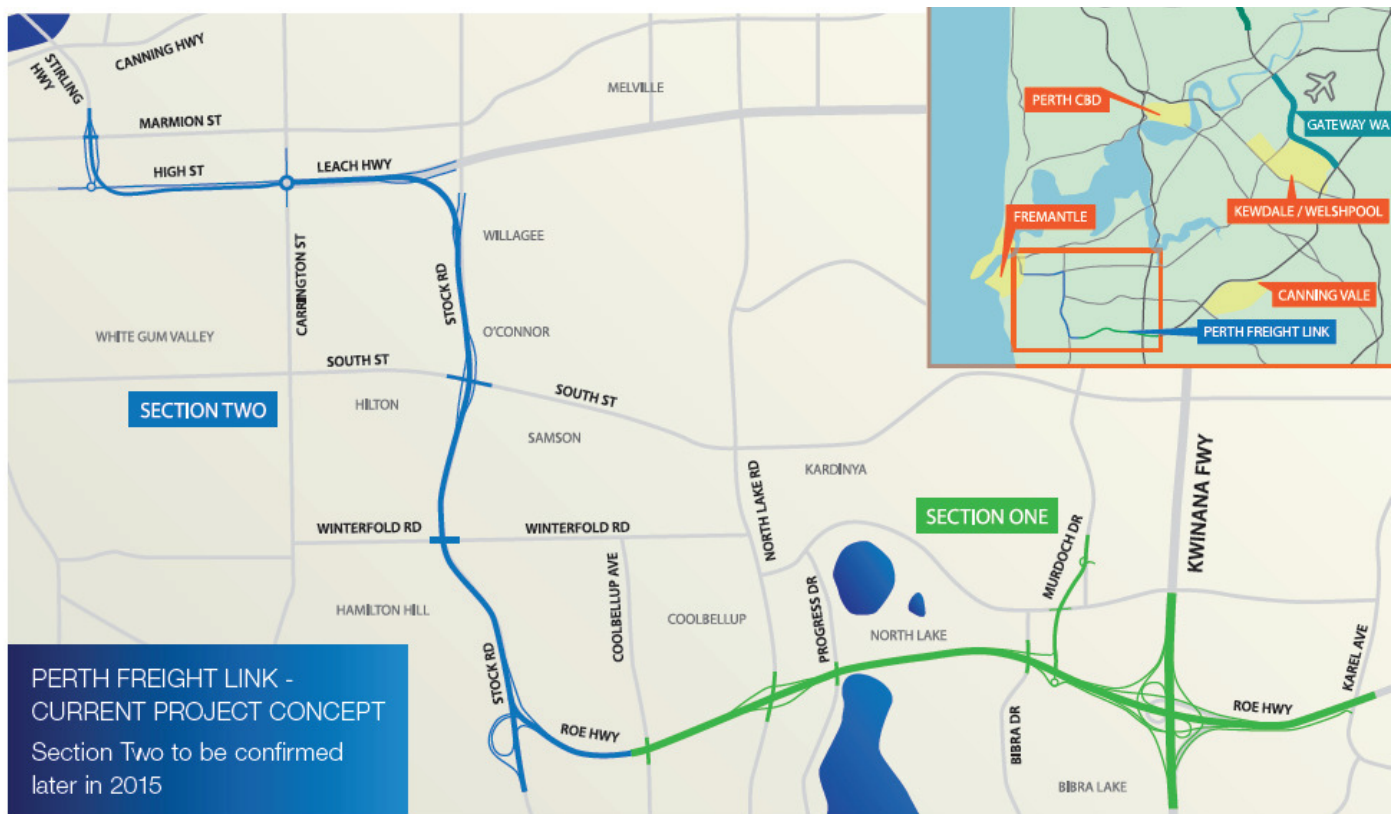 STIRLING
HWY
CANNING HWY
MELVILLE
MARMION ST
HIGH ST
LEACH HWY
WILLAGEE
CARRINGTON ST
STOCK RD
WHITE GUM VALLEY
O'CONNOR
SOUTH ST
SECTION TWO
HILTON
SOUTH ST
SAMSON
KARDINYA
NORTH LAKE RD
KWINANA FWY
SECTION ONE
WINTERFOLD RD
WINTERFOLD RD
MURDOCH DR
COOLBELLUP AVE
PROGRESS DR
HAMILTON HILL
COOLBELLUP
NORTH LAKE
STOCK RD
ROE HWY
BIBRA DR
ROE HWY
KAREL AVE
BIBRA LAKE
PERTH FREIGHT LINK -
CURRENT PROJECT CONCEPT
Section Two to be confirmed
later in 2015
PERTH CBD
GATEWAY WA
KEWDALE / WELSHPOOL
FREMANTLE
CANNING VALE
PERTH FREIGHT LINK